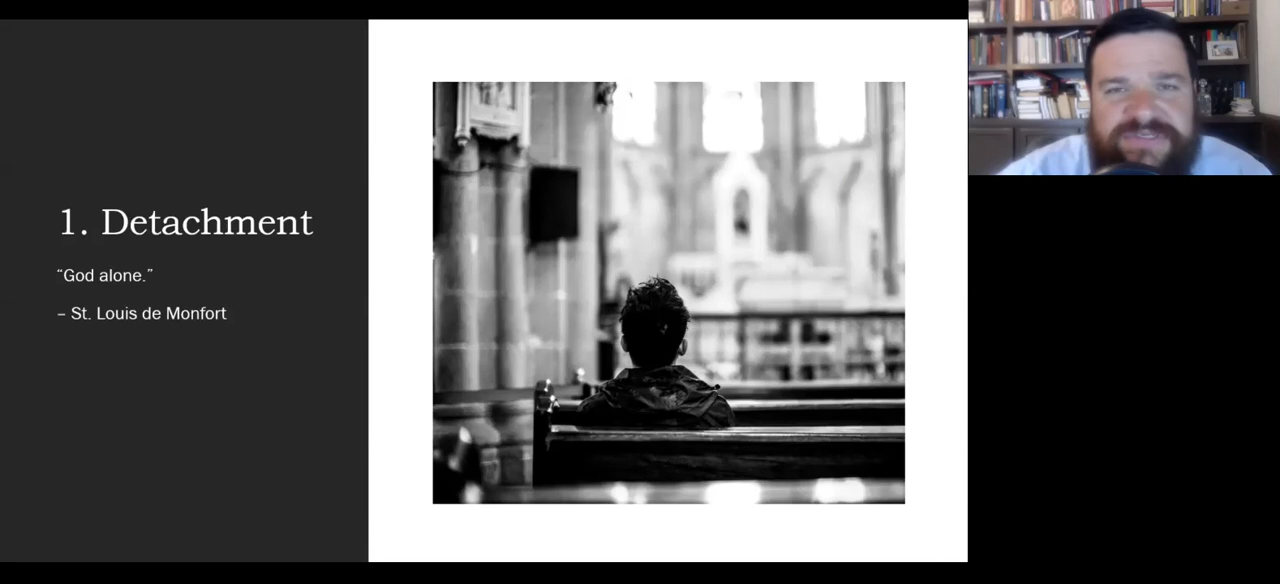 1. Detachment
“God alone.”
– St. Louis de Monfort